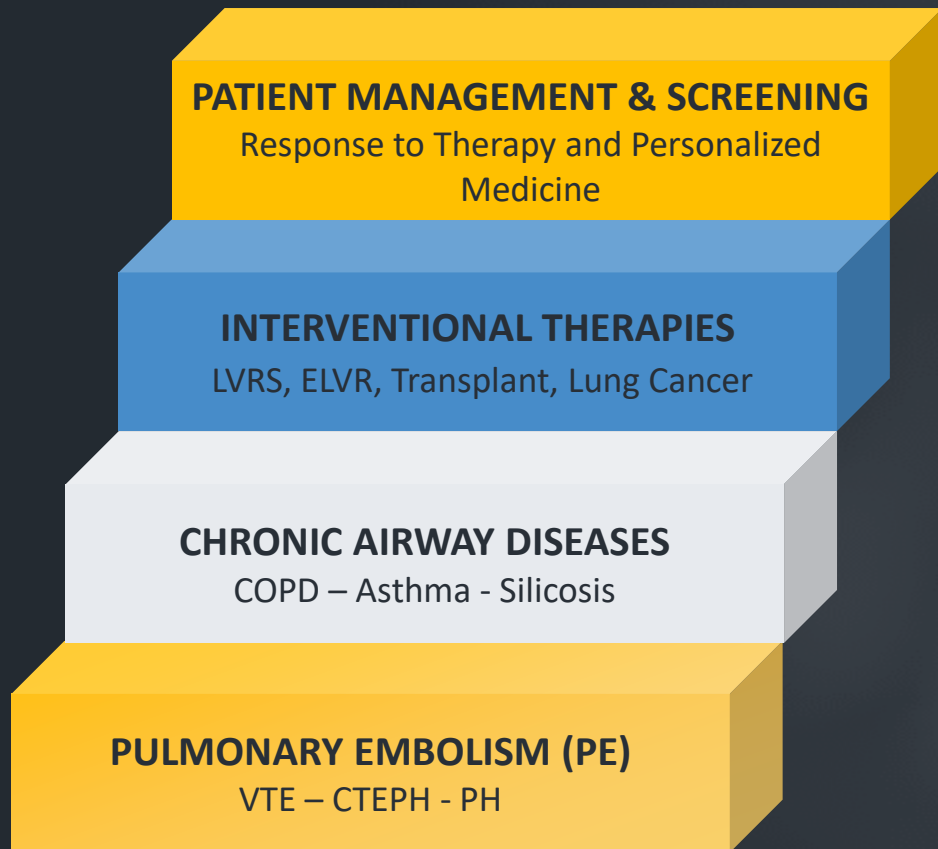 PATIENT MANAGEMENT & SCREENING
Response to Therapy and Personalized
Medicine
INTERVENTIONAL THERAPIES
LVRS, ELVR, Transplant, Lung Cancer
CHRONIC AIRWAY DISEASES
COPD – Asthma - Silicosis
PULMONARY EMBOLISM (PE)
VTE – CTEPH - PH